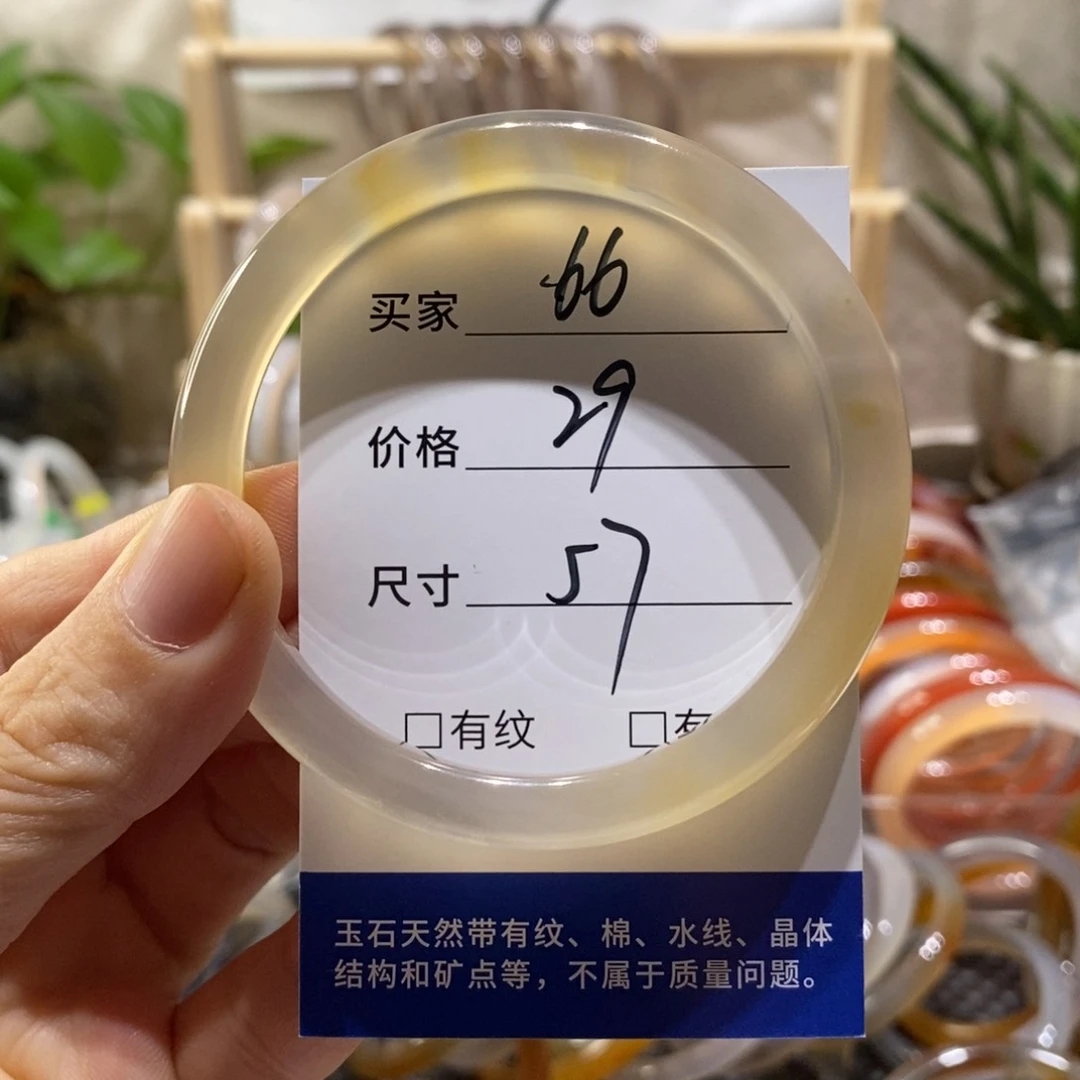 买家 66
价格 29
尺寸 57
□有纹 □有
玉石天然带有纹、棉、水线、晶体
结构和矿点等，不属于质量问题。